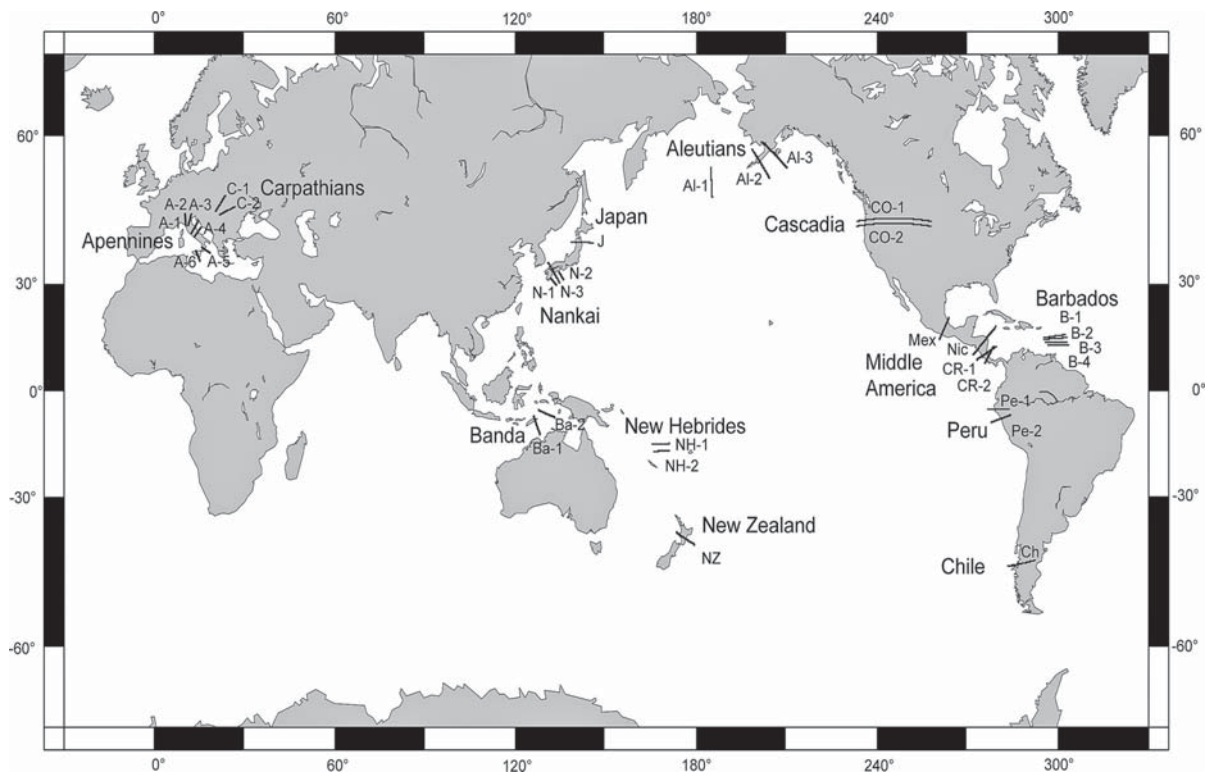 0° 60° 120° 180° 240° 300°
60° 60°
Aleutians
Al-3
Al-1
Al-2
C-1
Carpathians
A-2 A-3
C-2
A-1
A-4
Apennines
A-6 A-5
Japan
J
CO-1
Cascadia
CO-2
30° 30°
N-2
N-1 N-3
Nankai
Barbados
B-1
B-2
B-3
B-4
Mex
Nic
Middle
America
CR-1
CR-2
0° 0°
Pe-1
Peru
Pe-2
Banda
Ba-2
Ba-1
New Hebrides
NH-1
NH-2
-30° -30°
New Zealand
NZ
Ch
Chile
-60° -60°
0° 60° 120° 180° 240° 300°